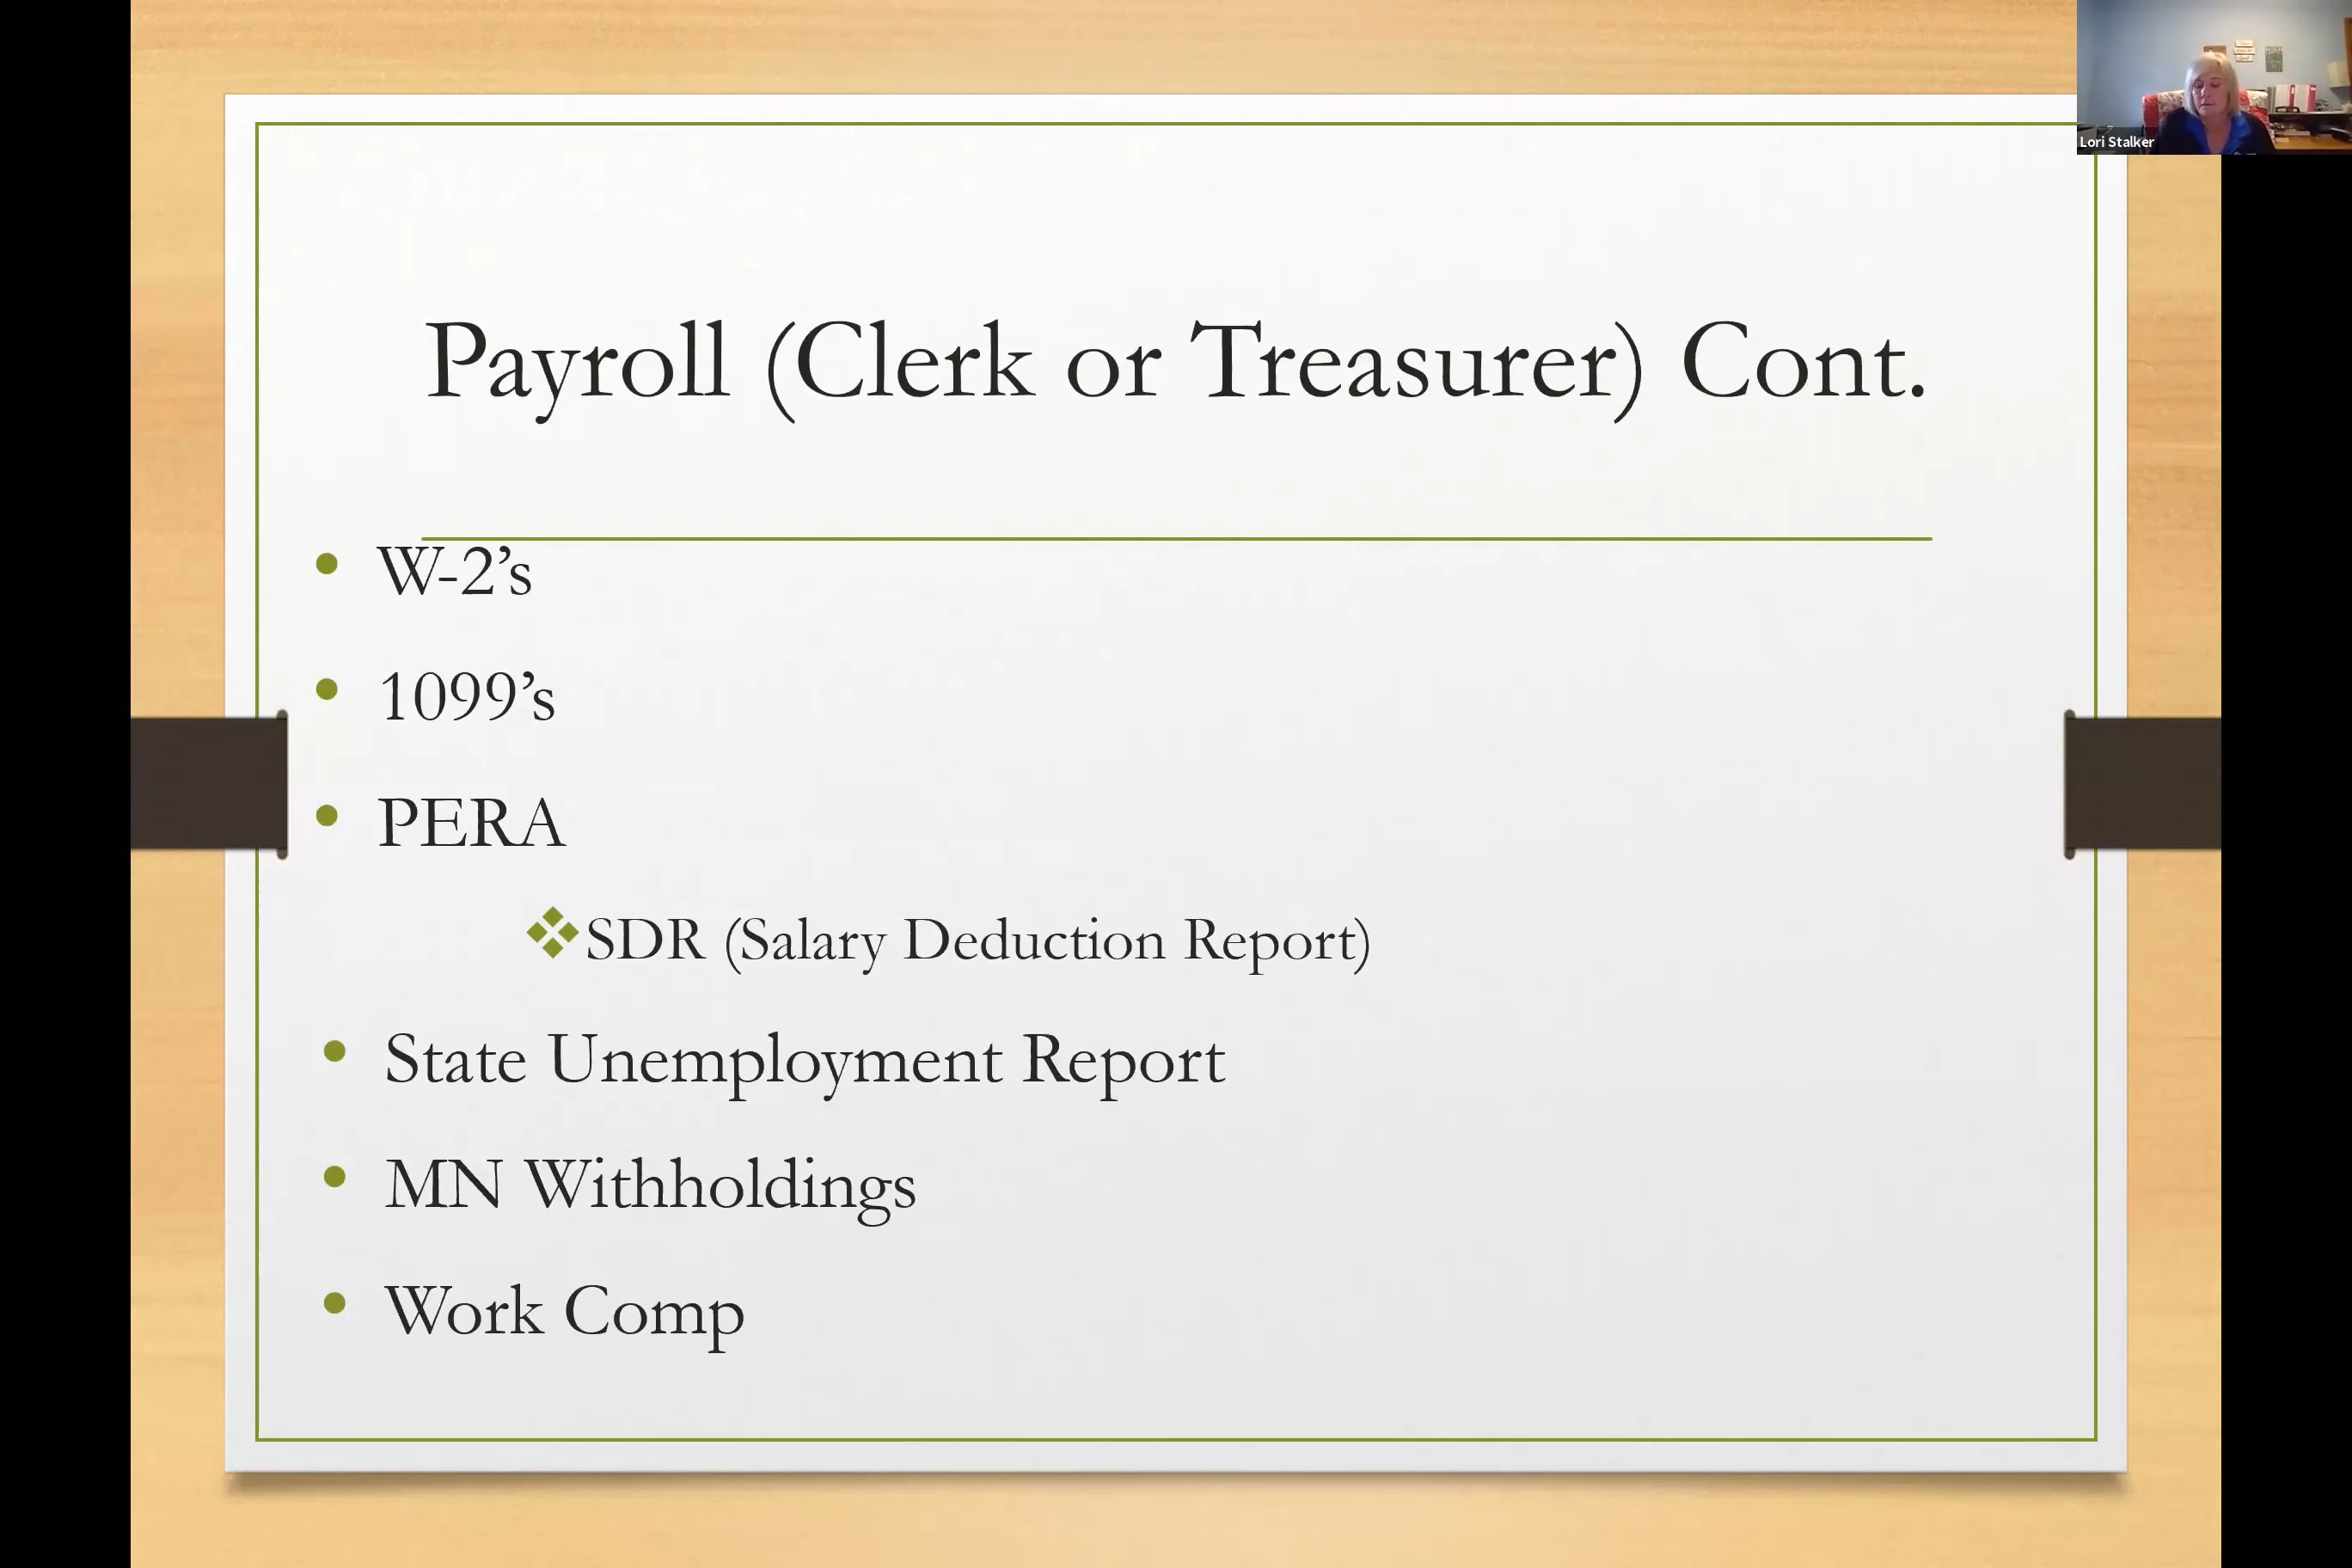 Lori Stalker
Payroll (Clerk or Treasurer) Cont.
• W-2’s
• 1099’s
• PERA
❖SDR (Salary Deduction Report)
• State Unemployment Report
• MN Withholdings
• Work Comp